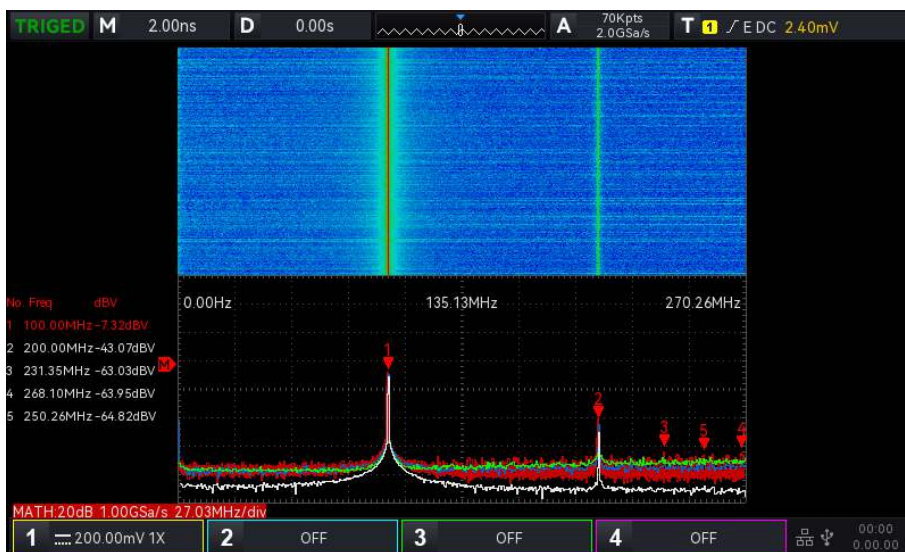 TRIGED M 2.00ns D 0.00s A 70Kpts 2.0GSa/s T 1 E DC 2.40mV
0.00Hz 135.13MHz 270.26MHz
No. Freq dBV
1 100.00MHz -7.32dBV
2 200.00MHz -43.07dBV
3 231.35MHz -63.03dBV
4 268.10MHz -63.95dBV
5 250.26MHz -64.82dBV
M
1
2
3 5 4
MATH:20dB 1.00GSa/s 27.03MHz/div
1 200.00mV 1X 2 OFF 3 OFF 4 OFF
00:00
0.00.00